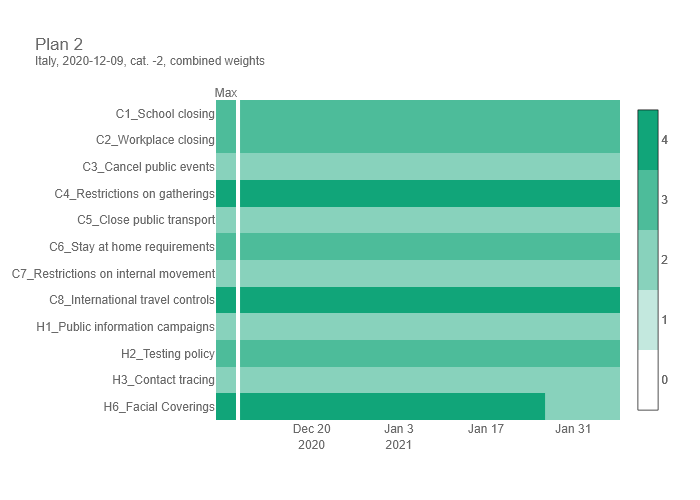 Plan 2
Italy, 2020-12-09, cat. -2, combined weights
Max
C1_School closing
C2_Workplace closing
C3_Cancel public events
C4_Restrictions on gatherings
C5_Close public transport
C6_Stay at home requirements
C7_Restrictions on internal movement
C8_International travel controls
H1_Public information campaigns
H2_Testing policy
H3_Contact tracing
H6_Facial Coverings
Dec 20 Jan 3 Jan 17 Jan 31
2020 2021
4
3
2
1
0